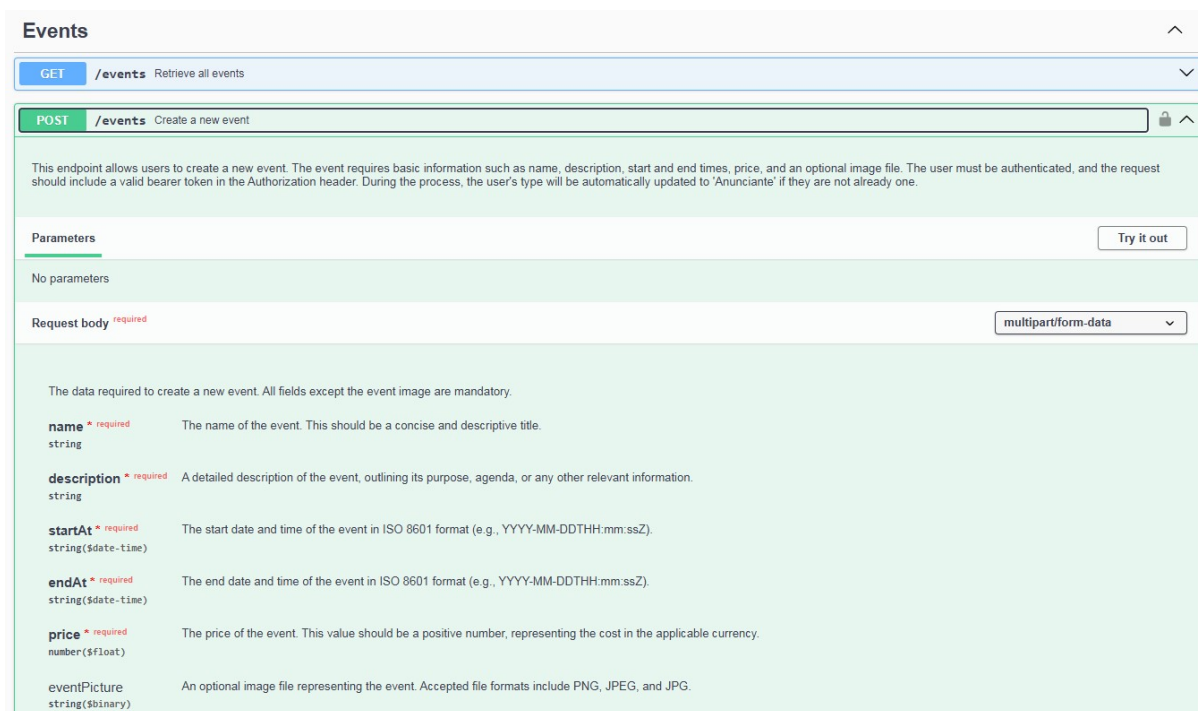 Events
GET /events Retrieve all events
POST /events Create a new event
This endpoint allows users to create a new event. The event requires basic information such as name, description, start and end times, price, and an optional image file. The user must be authenticated, and the request
should include a valid bearer token in the Authorization header. During the process, the user's type will be automatically updated to 'Anunciante' if they are not already one.
Parameters
Try it out
No parameters
Request body required
multipart/form-data
The data required to create a new event. All fields except the event image are mandatory.
name * required The name of the event. This should be a concise and descriptive title.
string
description * required A detailed description of the event, outlining its purpose, agenda, or any other relevant information.
string
startAt * required The start date and time of the event in ISO 8601 format (e.g., YYYY-MM-DDTHH:mm:ssZ).
string($date-time)
endAt * required The end date and time of the event in ISO 8601 format (e.g., YYYY-MM-DDTHH:mm:ssZ).
string($date-time)
price * required The price of the event. This value should be a positive number, representing the cost in the applicable currency.
number($float)
eventPicture An optional image file representing the event. Accepted file formats include PNG, JPEG, and JPG.
string($binary)